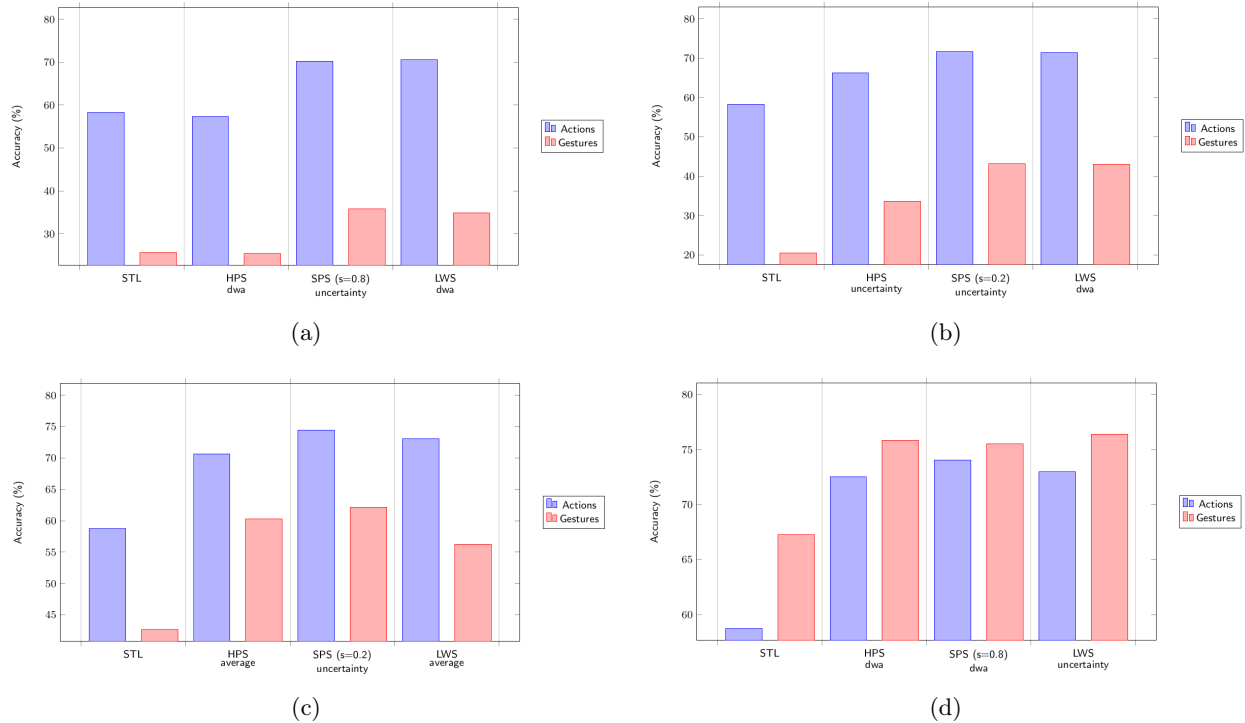 80
70
60
50
40
30
Accuracy (%)
STL
HPS
dwa
SPS (s=0.8)
uncertainty
LWS
dwa
Actions
Gestures
(a)
80
70
60
50
40
30
20
Accuracy (%)
STL
HPS
uncertainty
SPS (s=0.2)
uncertainty
LWS
dwa
Actions
Gestures
(b)
80
75
70
65
60
55
50
45
Accuracy (%)
STL
HPS
average
SPS (s=0.2)
uncertainty
LWS
average
Actions
Gestures
(c)
80
75
70
65
60
Accuracy (%)
STL
HPS
dwa
SPS (s=0.8)
dwa
LWS
uncertainty
Actions
Gestures
(d)